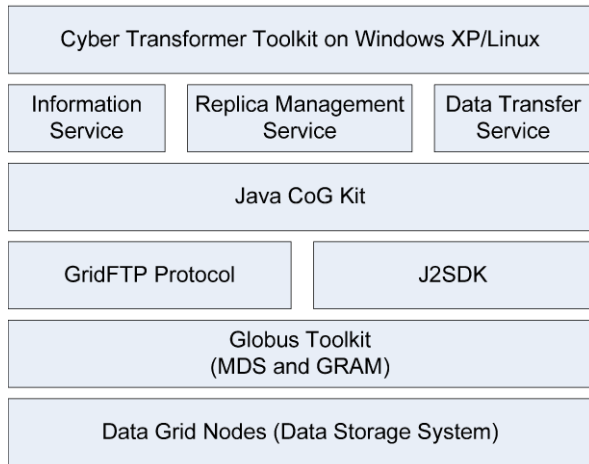 Cyber Transformer Toolkit on Windows XP/Linux
Information
Service
Replica Management
Service
Data Transfer
Service
Java CoG Kit
GridFTP Protocol
J2SDK
Globus Toolkit
(MDS and GRAM)
Data Grid Nodes (Data Storage System)